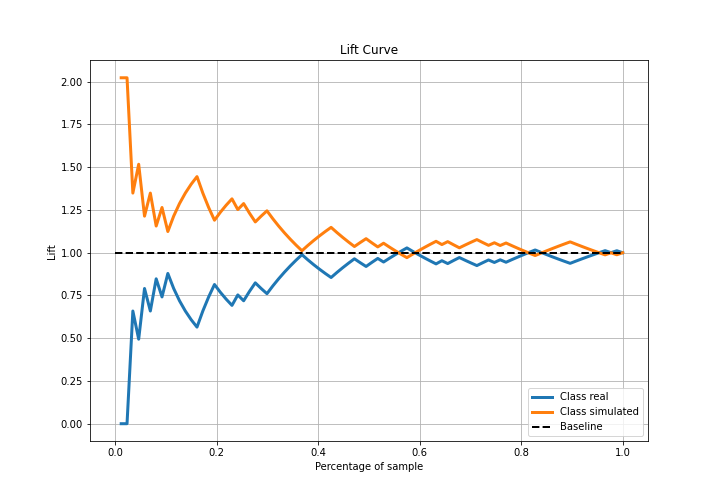 Lift Curve
Lift
2.00
1.75
1.50
1.25
1.00
0.75
0.50
0.25
0.00
0.0 0.2 0.4 0.6 0.8 1.0
Percentage of sample
Class real
Class simulated
Baseline